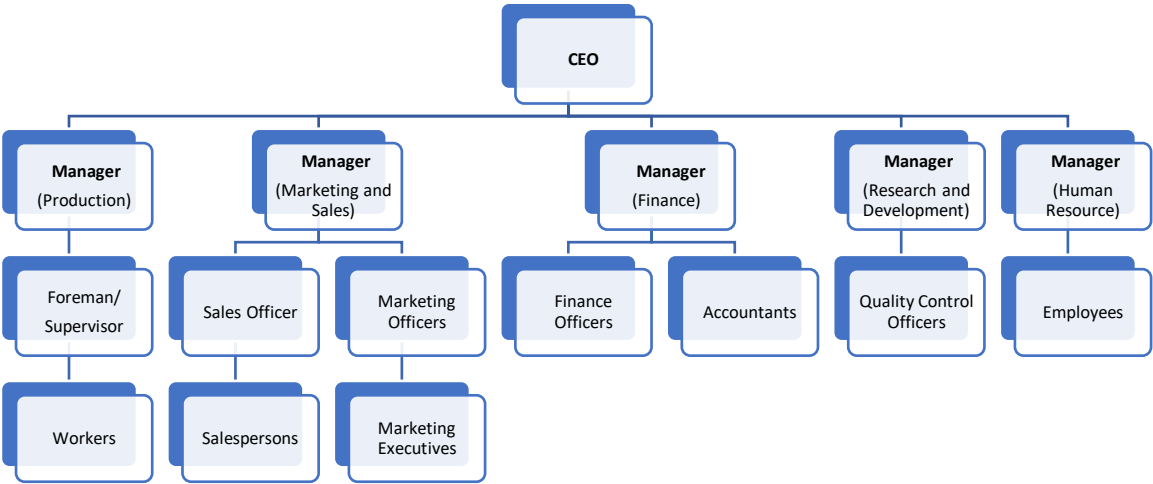 CEO
Manager
(Production)
Manager
(Marketing and
Sales)
Manager
(Finance)
Manager
(Research and
Development)
Manager
(Human
Resource)
Foreman/
Supervisor
Sales Officer
Marketing
Officers
Finance
Officers
Accountants
Quality Control
Officers
Employees
Workers
Salespersons
Marketing
Executives